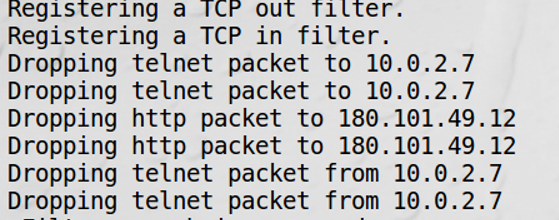 Registering a TCP out filter.
Registering a TCP in filter.
Dropping telnet packet to 10.0.2.7
Dropping telnet packet to 10.0.2.7
Dropping http packet to 180.101.49.12
Dropping http packet to 180.101.49.12
Dropping telnet packet from 10.0.2.7
Dropping telnet packet from 10.0.2.7